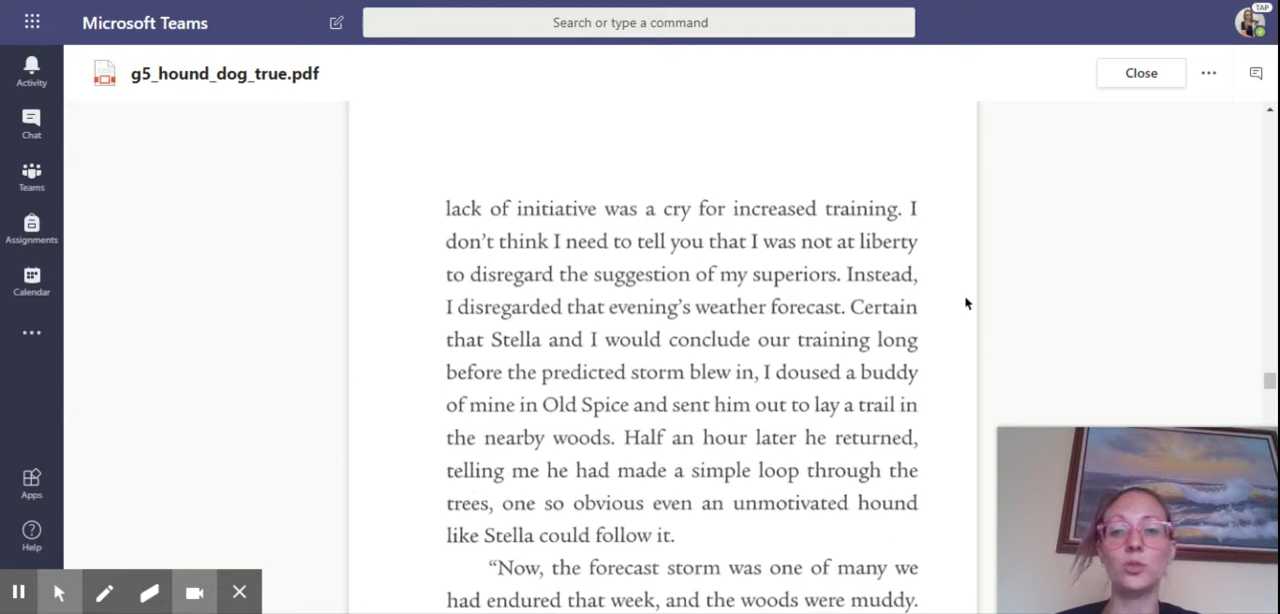 Microsoft Teams
Search or type a command
TAP
Activity
g5_hound_dog_true.pdf
Close
Chat
Teams
Assignments
Calendar
Apps
Help
lack of initiative was a cry for increased training. I
don't think I need to tell you that I was not at liberty
to disregard the suggestion of my superiors. Instead,
I disregarded that evening's weather forecast. Certain
that Stella and I would conclude our training long
before the predicted storm blew in, I doused a buddy
of mine in Old Spice and sent him out to lay a trail in
the nearby woods. Half an hour later he returned,
telling me he had made a simple loop through the
trees, one so obvious even an unmotivated hound
like Stella could follow it.
“Now, the forecast storm was one of many we
had endured that week, and the woods were muddy.